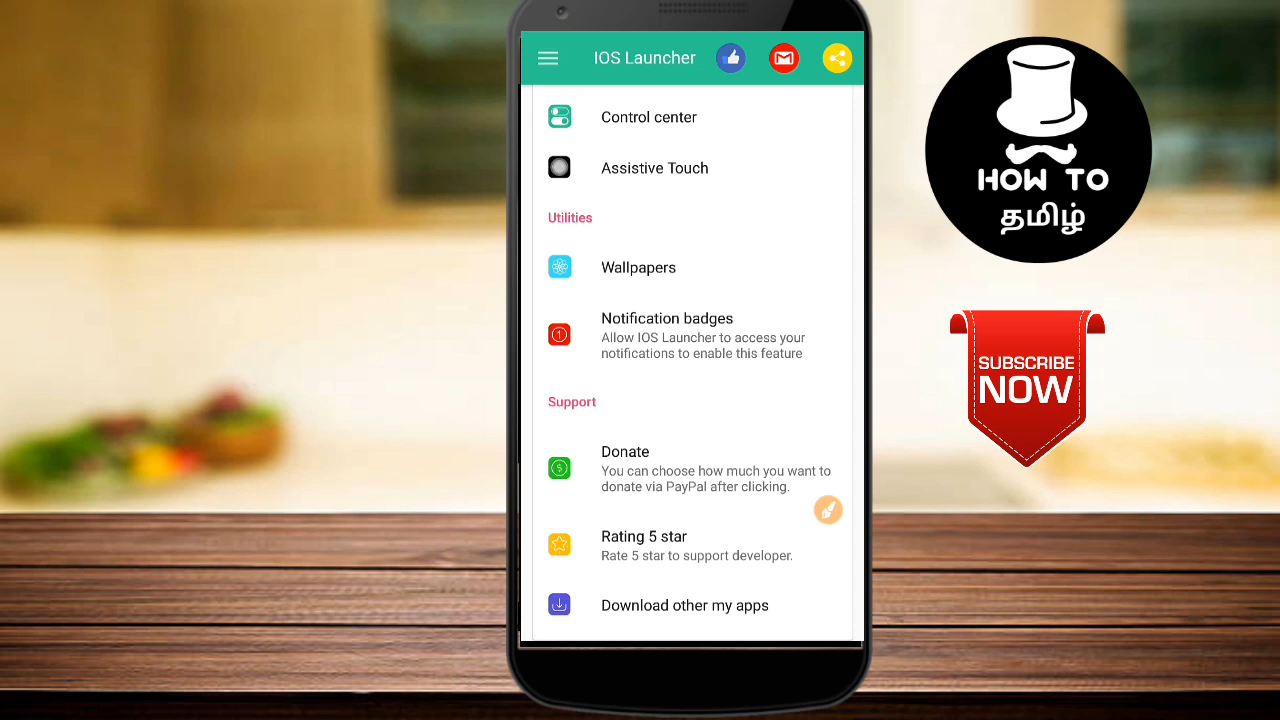 IOS Launcher
Control center
Assistive Touch
Utilities
Wallpapers
Notification badges
Allow IOS Launcher to access your
notifications to enable this feature
Support
Donate
You can choose how much you want to
donate via PayPal after clicking.
Rating 5 star
Rate 5 star to support developer.
Download other my apps
HOW TO
தமிழ்
SUBSCRIBE
NOW